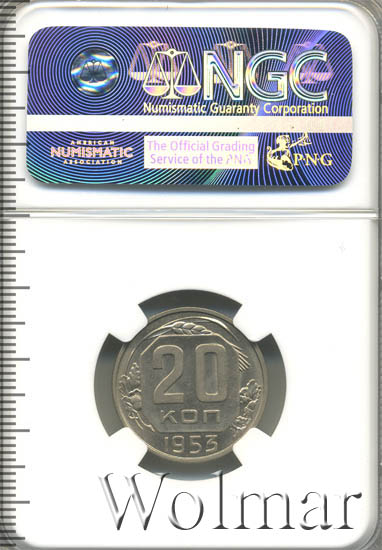 NGC
Numismatic Guaranty Corporation
AMERICAN
NUMISMATIC
ASSOCIATION
The Official Grading
Service of the PNG
PNG
20
КОП
1953
Wolmar